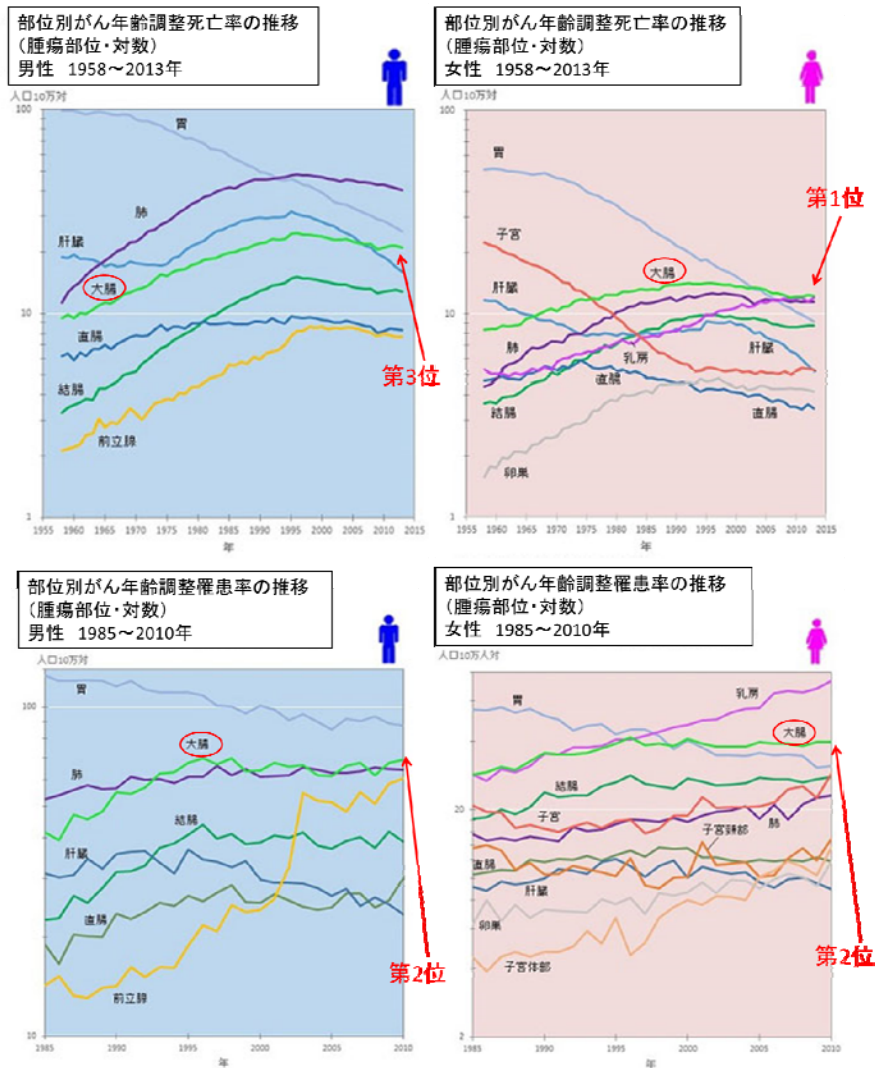 部位別がん年齢調整死亡率の推移
(腫瘍部位・対数)
男性 1958～2013年
人口10万対
100
10
1
胃
肺
肝臓
大腸
直腸
結腸
前立腺
第3位
1955 1960 1965 1970 1975 1980 1985 1990 1995 2000 2005 2010 2015
年
部位別がん年齢調整死亡率の推移
(腫瘍部位・対数)
女性 1958～2013年
人口10万対
100
10
1
胃
子宮
大腸
第1位
肝臓
肺
乳房
肝臓
直腸
結腸
直腸
卵巣
1955 1960 1965 1970 1975 1980 1985 1990 1995 2000 2005 2010 2015
年
部位別がん年齢調整罹患率の推移
(腫瘍部位・対数)
男性 1985～2010年
人口10万対
100
10
胃
大腸
肺
結腸
肝臓
直腸
前立腺
第2位
1985 1990 1995 2000 2005 2010
年
部位別がん年齢調整罹患率の推移
(腫瘍部位・対数)
女性 1985～2010年
人口10万人対
20
2
胃
乳房
大腸
結腸
子宮
子宮頸部
肺
直腸
肝臓
卵巣
子宮体部
第2位
1985 1990 1995 2000 2005 2010
年